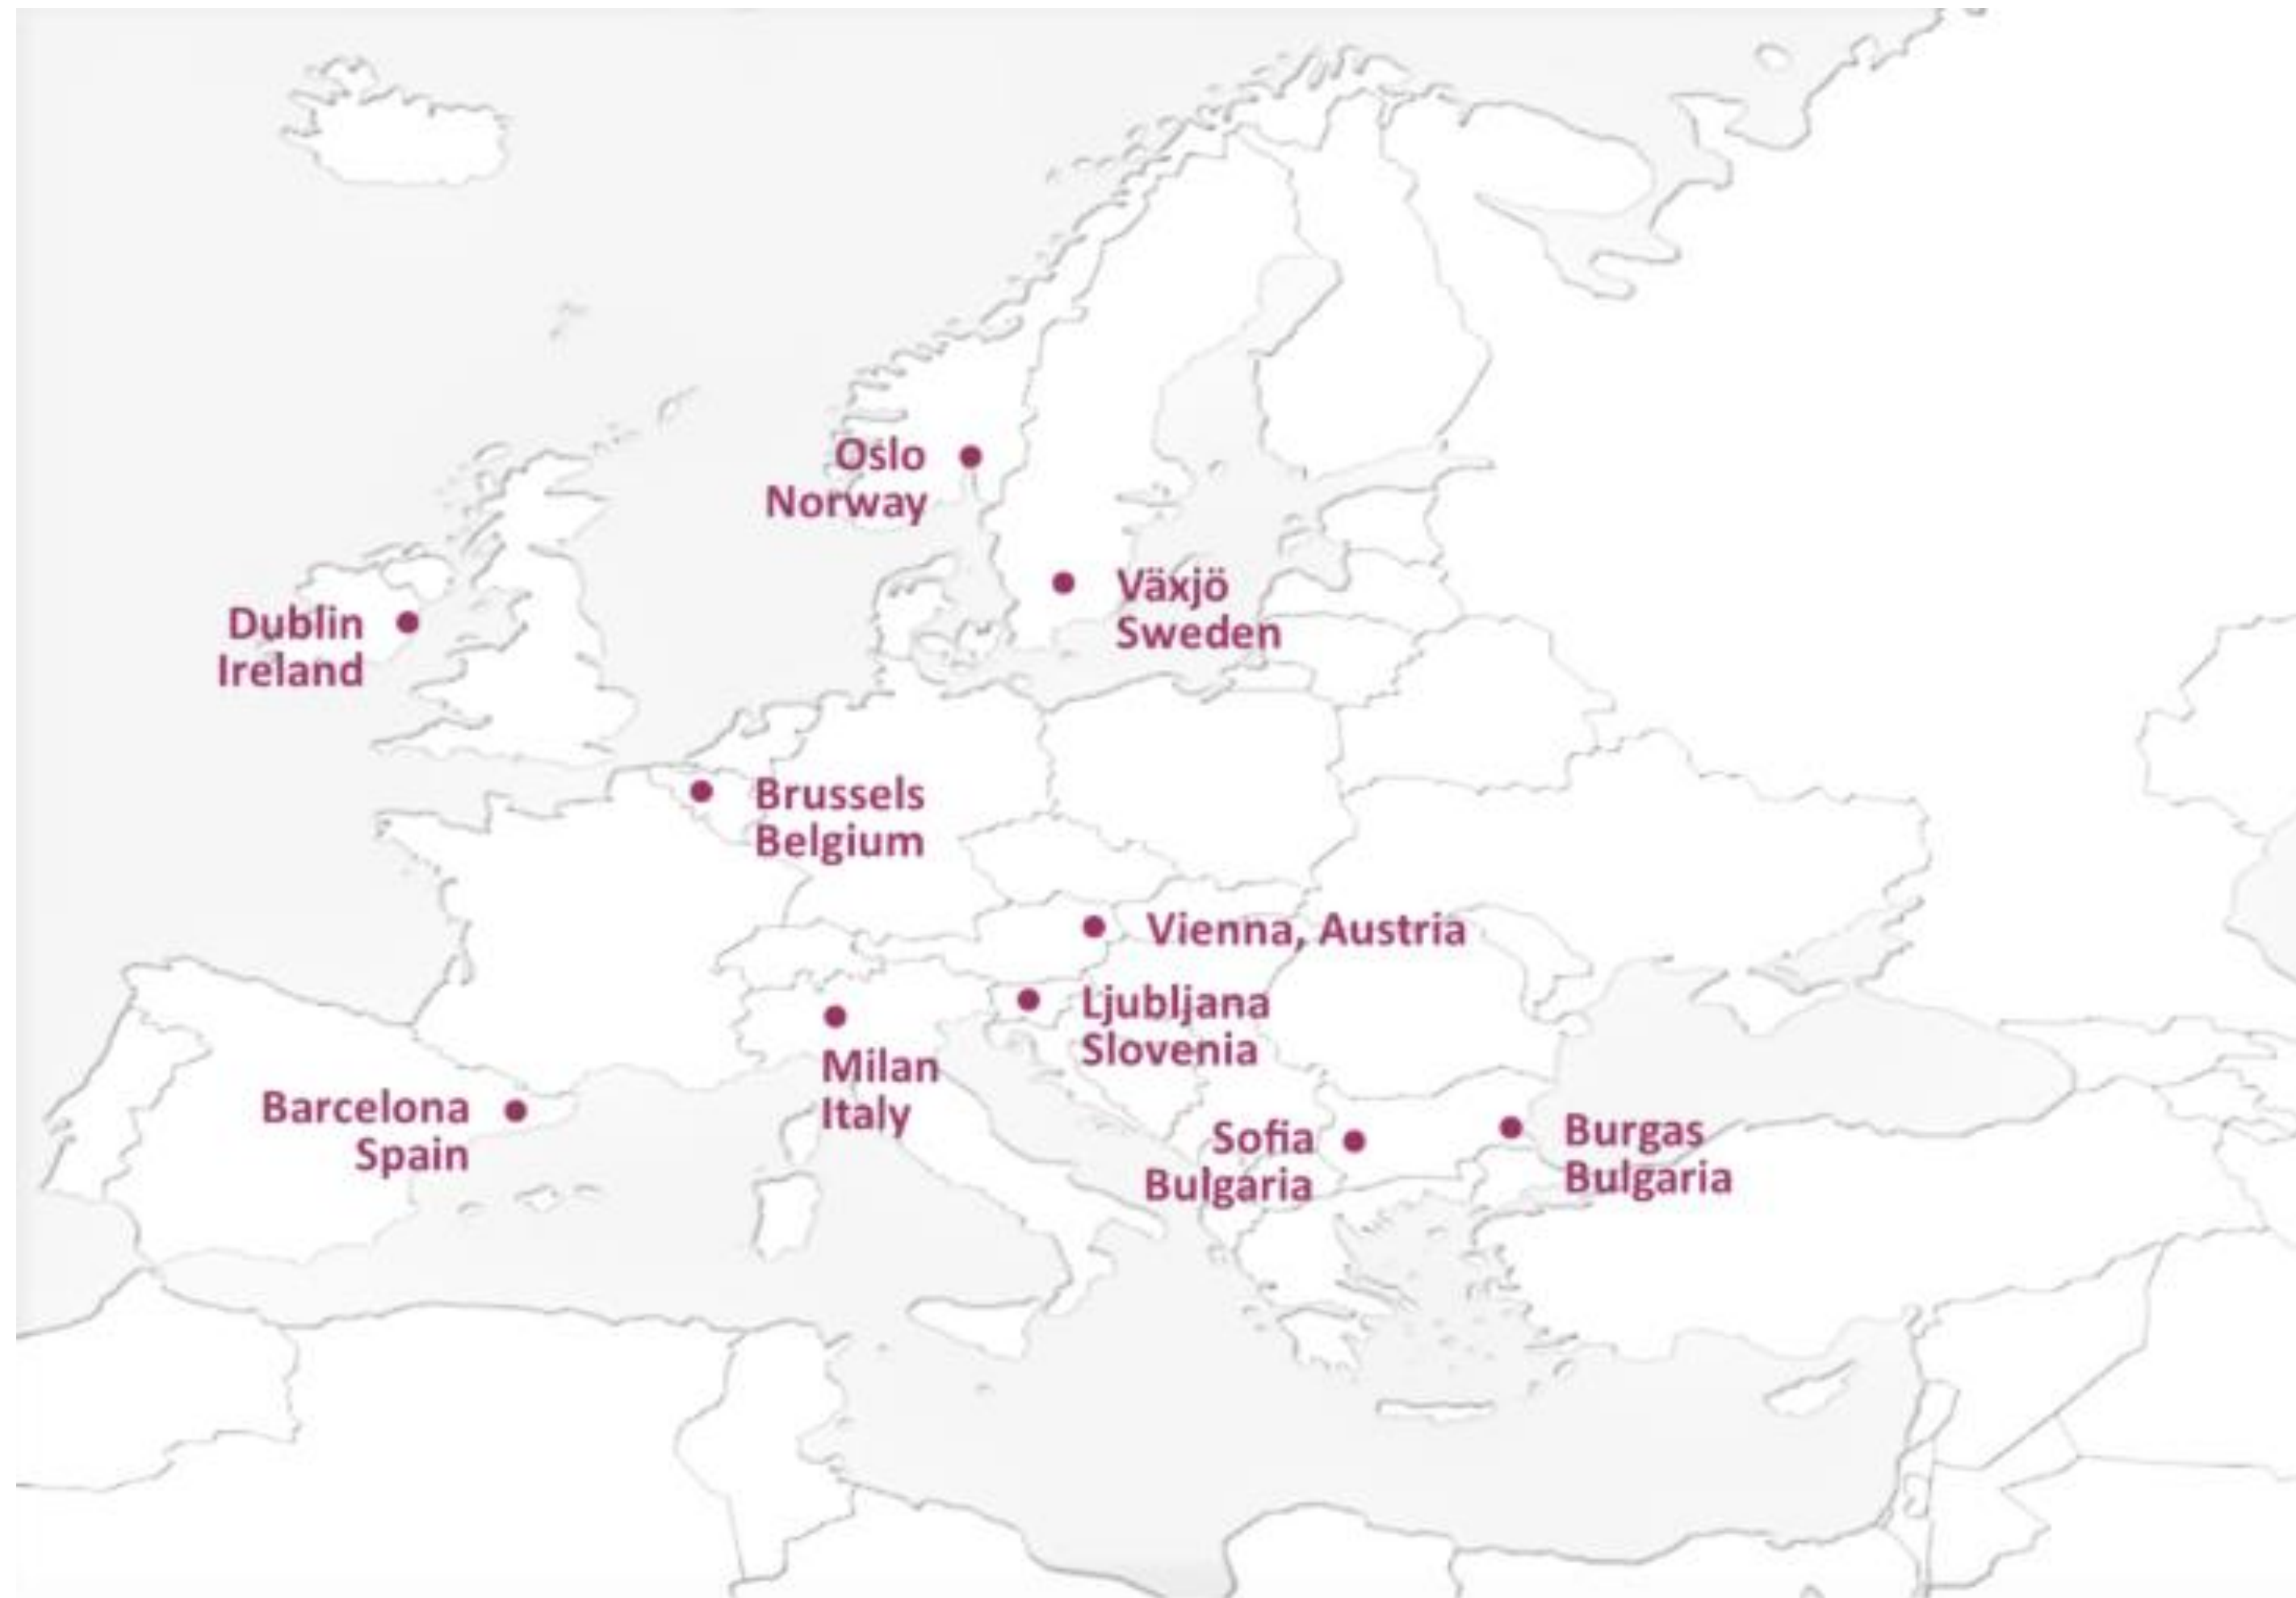 Oslo
Norway
Växjö
Sweden
Dublin
Ireland
Brussels
Belgium
Vienna, Austria
Ljubljana
Slovenia
Milan
Italy
Barcelona
Spain
Sofia
Bulgaria
Burgas
Bulgaria